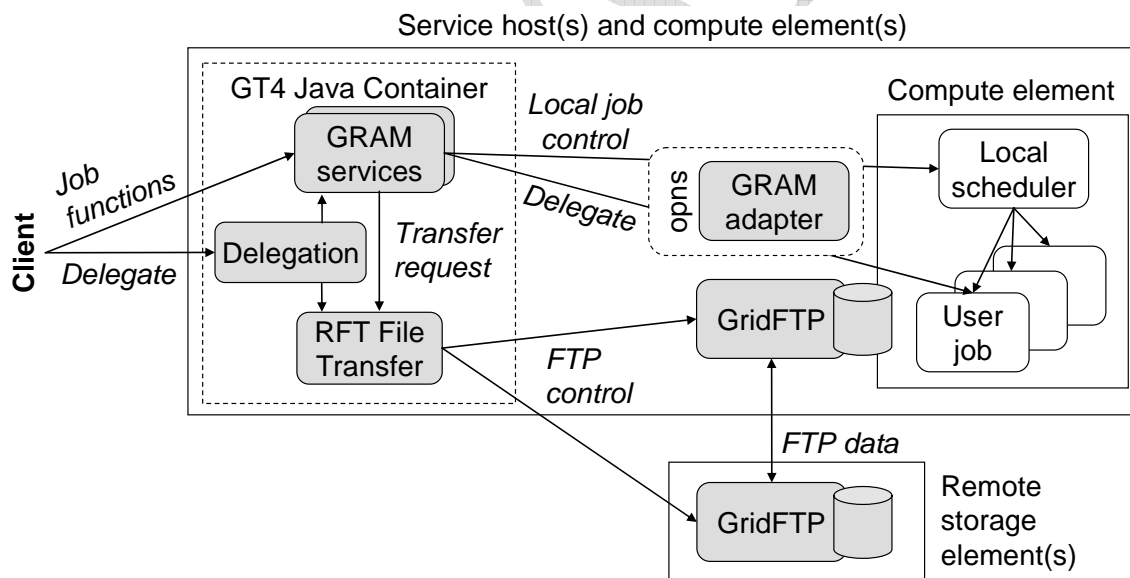 Service host(s) and compute element(s)
GT4 Java Container
GRAM
services
Local job
control
Compute element
Local
scheduler
sudo
GRAM
adapter
Job
functions
Delegate
Client
Delegate
Delegation
Transfer
request
RFT File
Transfer
FTP
control
GridFTP
User
job
FTP data
GridFTP
Remote
storage
element(s)